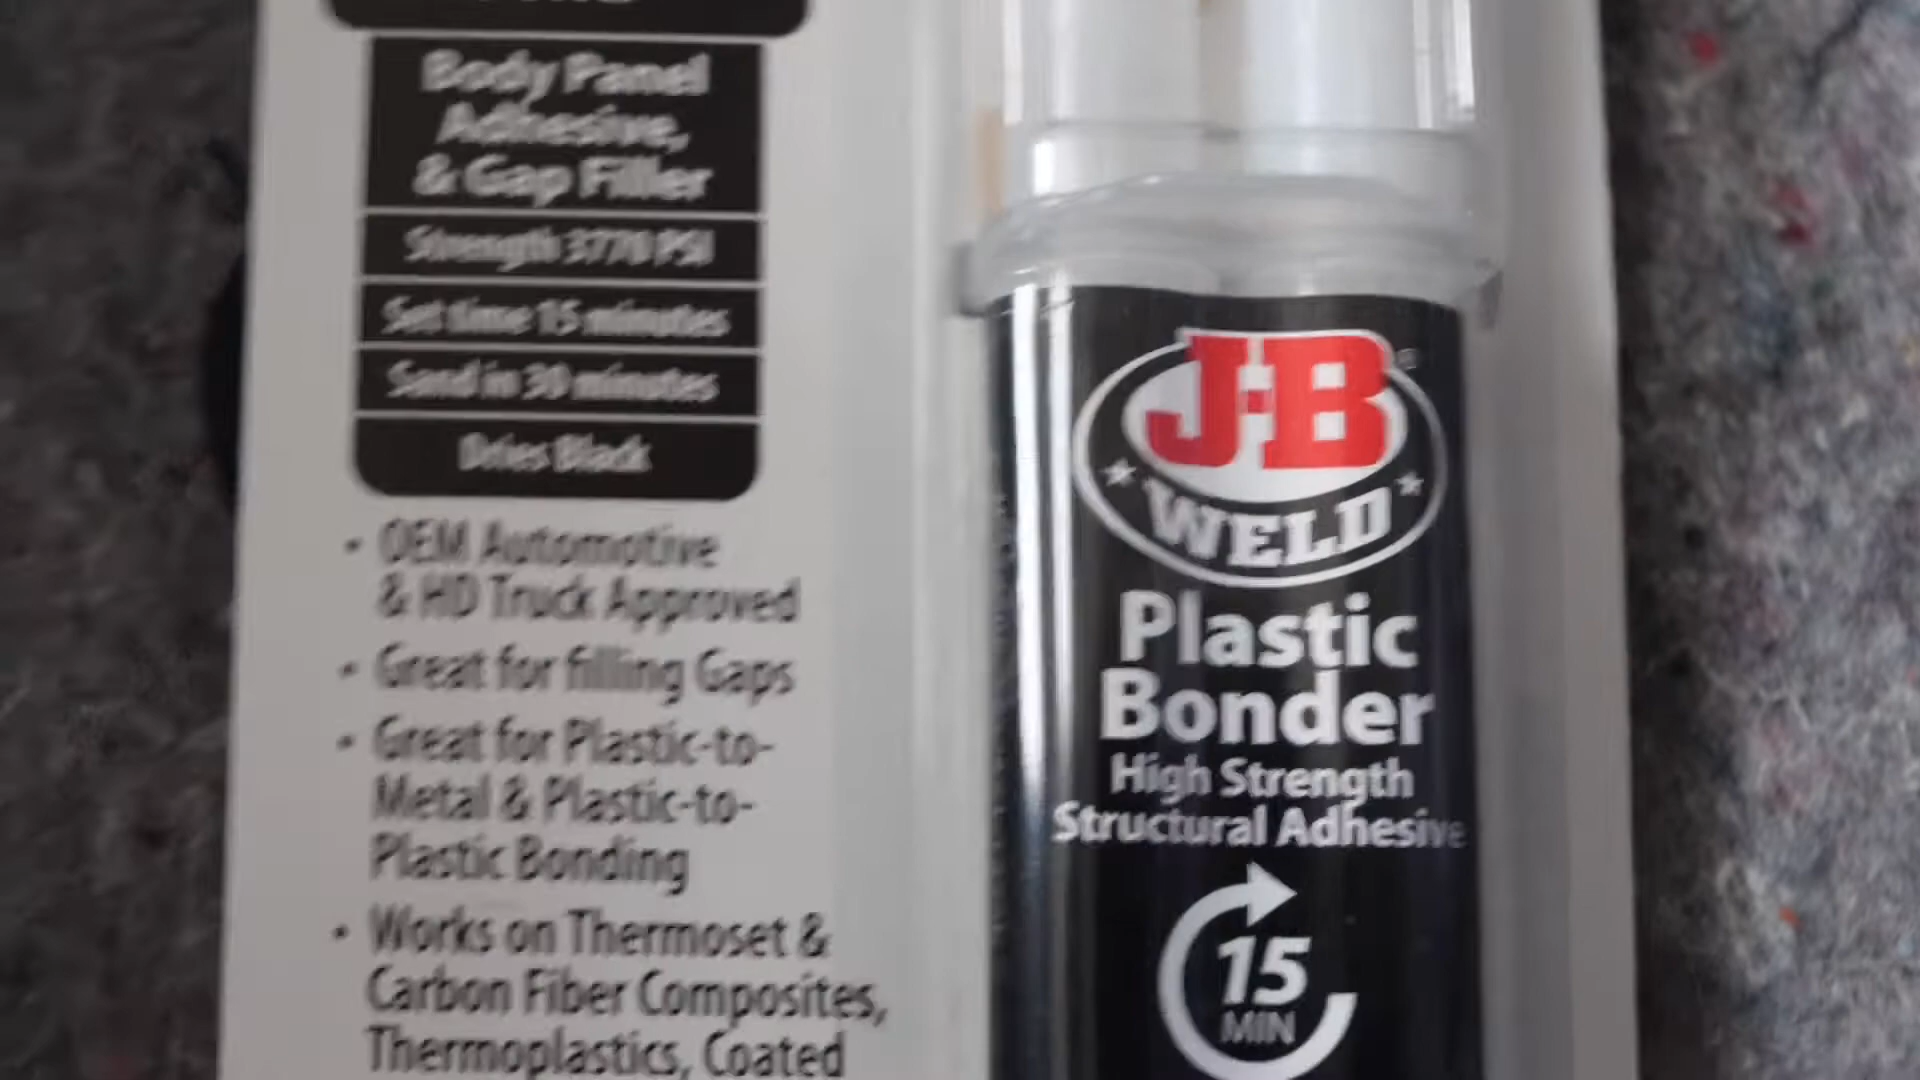 Body Panel
Adhesive,
& Gap Filler
Strength 3770 PSI
Set time 15 minutes
Sand in 30 minutes
Dries Black
• OEM Automotive
& HD Truck Approved
• Great for filling Gaps
• Great for Plastic-to-
Metal & Plastic-to-
Plastic Bonding
• Works on Thermoset &
Carbon Fiber Composites,
Thermoplastics, Coated
J-B
WELD
Plastic
Bonder
High Strength
Structural Adhesive
15
MIN